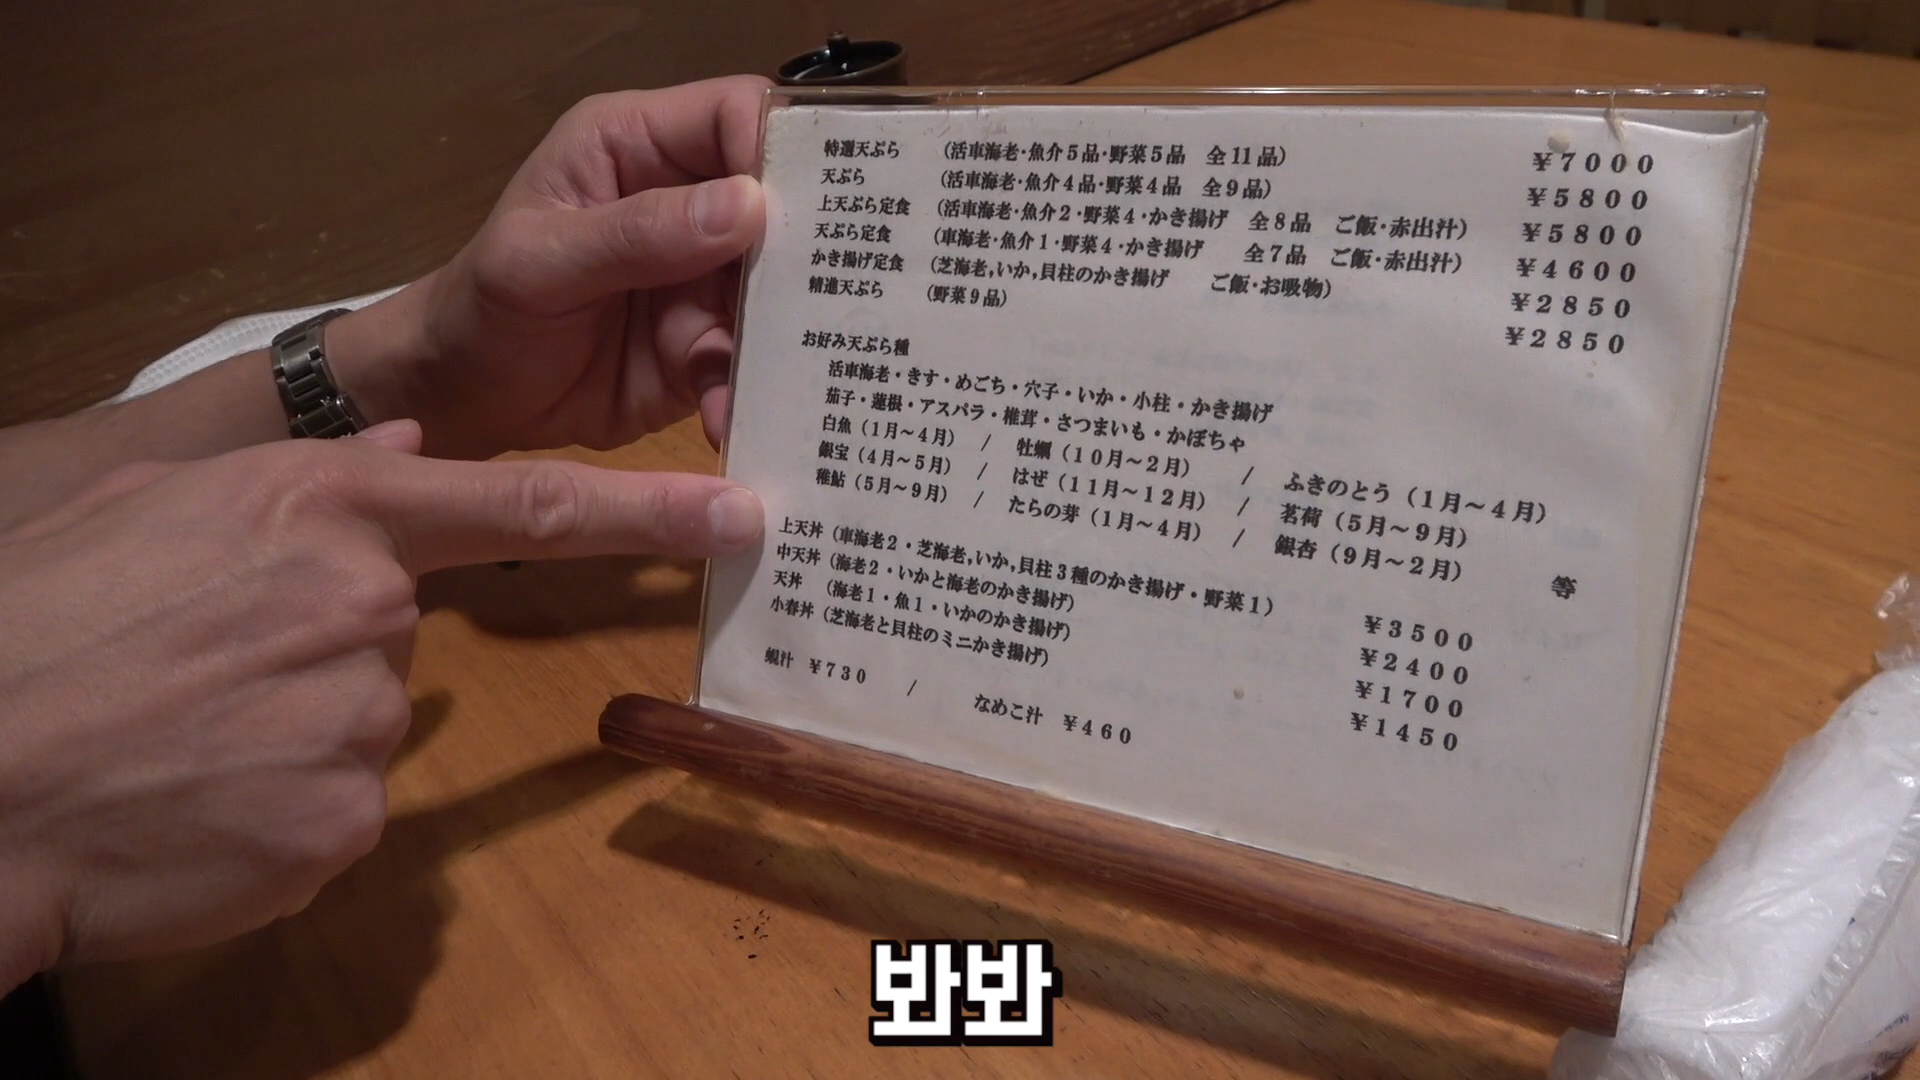 特選天ぷら （活車海老・魚介５品・野菜５品 全11品） ￥7000
天ぷら （活車海老・魚介４品・野菜４品 全９品） ￥5800
上天ぷら定食 （活車海老・魚介２・野菜４・かき揚げ 全８品 ご飯・赤出汁） ￥5800
天ぷら定食 （車海老・魚介１・野菜４・かき揚げ 全７品 ご飯・赤出汁） ￥4600
かき揚げ定食 （芝海老,いか,貝柱のかき揚げ ご飯・お吸物） ￥2850
精進天ぷら （野菜９品） ￥2850
お好み天ぷら種
活車海老・きす・めごち・穴子・いか・小柱・かき揚げ
茄子・蓮根・アスパラ・椎茸・さつまいも・かぼちゃ
白魚（１月～４月） / 牡蠣（１０月～２月） / ふきのとう（１月～４月）
銀宝（４月～５月） / はぜ（１１月～１２月） / 茗荷（５月～９月）
稚鮎（５月～９月） / たらの芽（１月～４月） / 銀杏（９月～２月） 等
上天丼（車海老２・芝海老,いか,貝柱３種のかき揚げ・野菜１） ￥3500
中天丼（海老２・いかと海老のかき揚げ） ￥2400
天丼 （海老１・魚１・いかのかき揚げ） ￥1700
小春丼（芝海老と貝柱のミニかき揚げ） ￥1450
蜆汁 ￥730 / なめこ汁 ￥460
봐봐